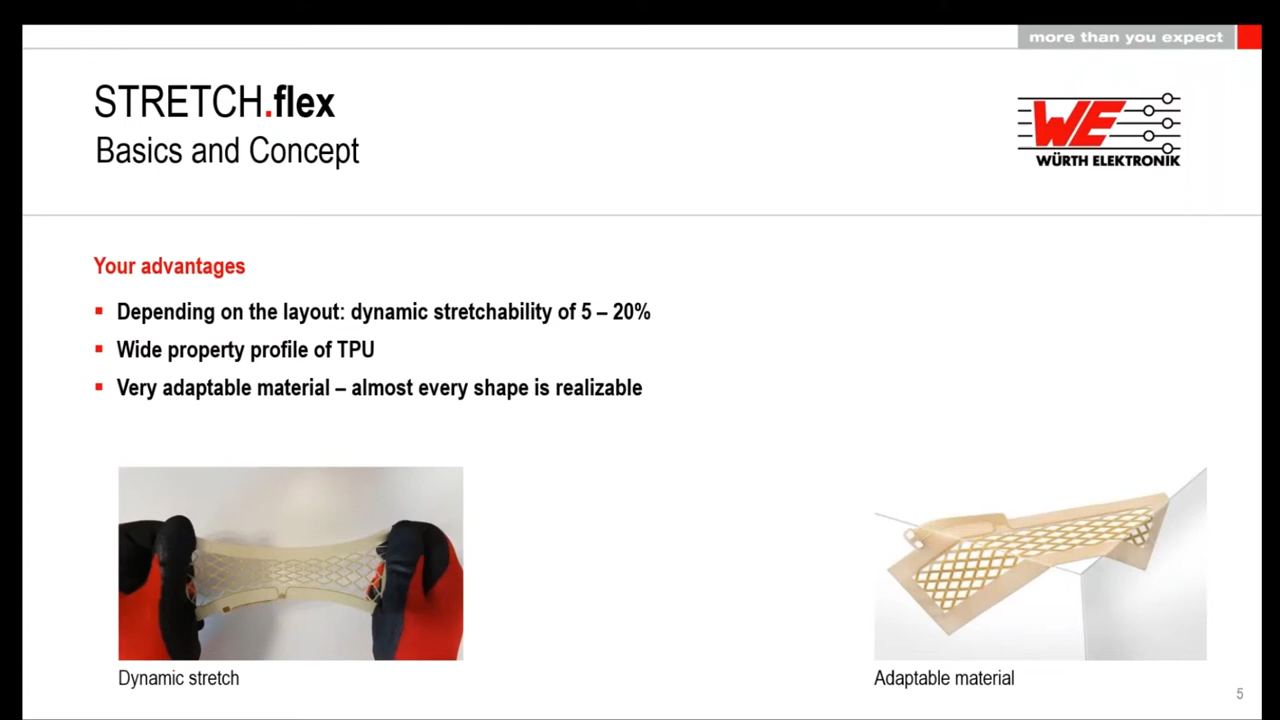 more than you expect
STRETCH.flex
Basics and Concept
WE
WÜRTH ELEKTRONIK
Your advantages
▪ Depending on the layout: dynamic stretchability of 5 – 20%
▪ Wide property profile of TPU
▪ Very adaptable material – almost every shape is realizable
Dynamic stretch
Adaptable material
5